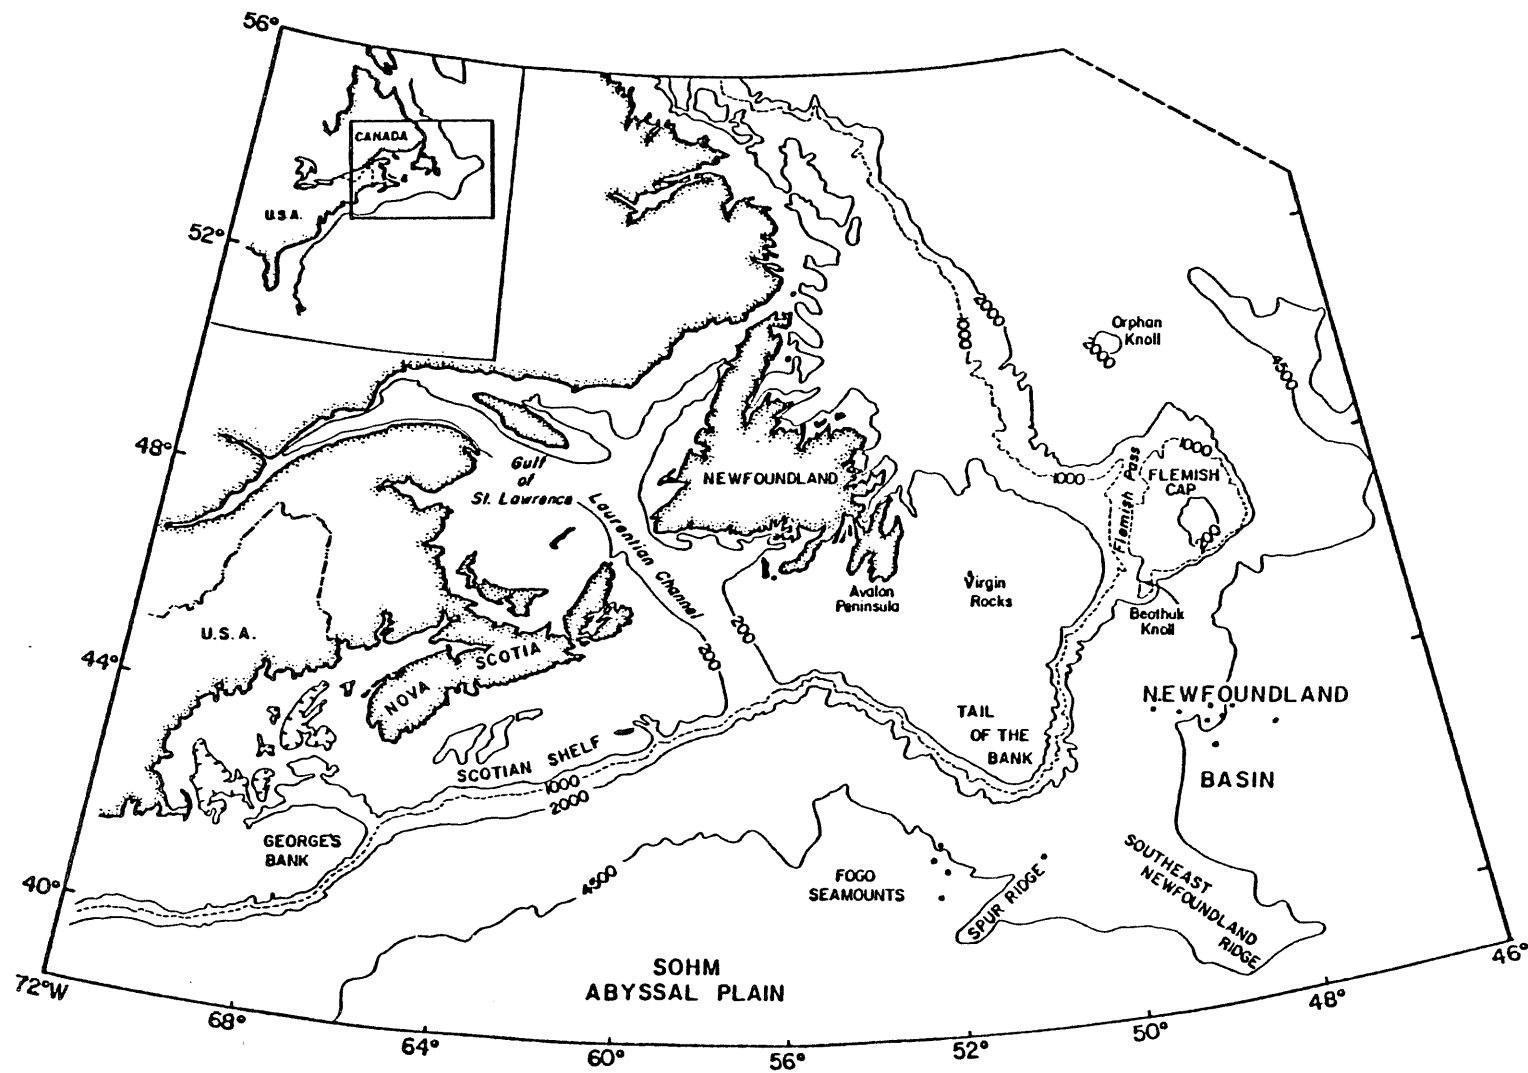 56°
CANADA
U.S.A.
52°
2000
1000
Orphan
Knoll
2000
4500
48°
Gulf
of
St. Lawrence
NEWFOUNDLAND
1000
1000
Flemish Pass
FLEMISH
CAP
200
Laurentian Channel
Avalon
Peninsula
Virgin
Rocks
Beothuk
Knoll
U.S.A.
44°
NOVA SCOTIA
200
200
NEWFOUNDLAND
BASIN
TAIL
OF THE
BANK
SCOTIAN SHELF
1000
2000
GEORGE'S
BANK
40°
4500
FOGO
SEAMOUNTS
SPUR RIDGE
SOUTHEAST
NEWFOUNDLAND
RIDGE
SOHM
ABYSSAL PLAIN
72°W
68°
64°
60°
56°
52°
50°
48°
46°